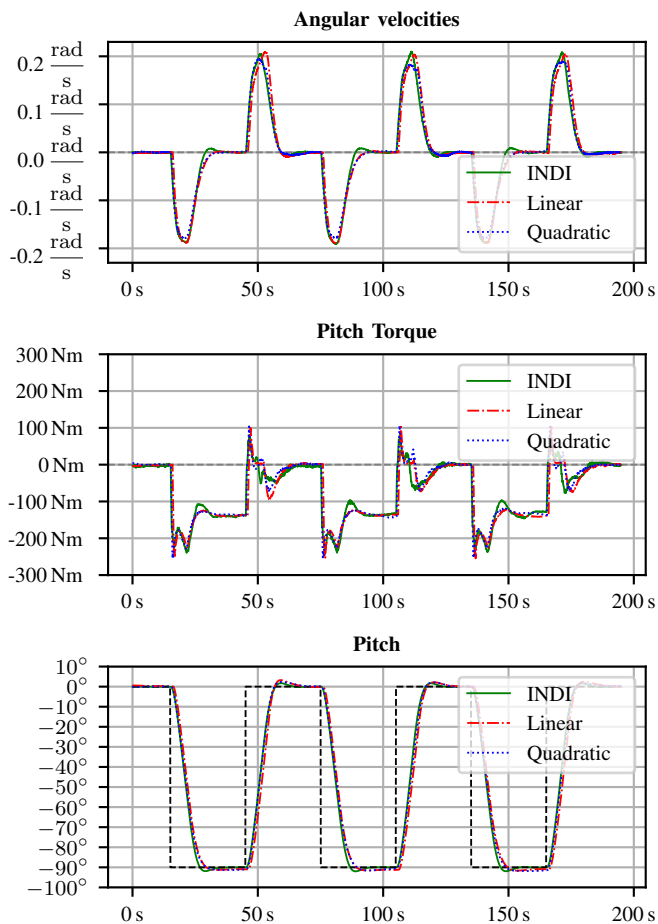 Angular velocities
0.2 rad/s
0.1 rad/s
0.0 rad/s
-0.1 rad/s
-0.2 rad/s
INDI
Linear
Quadratic
0 s 50 s 100 s 150 s 200 s
Pitch Torque
300 Nm
200 Nm
100 Nm
0 Nm
-100 Nm
-200 Nm
-300 Nm
INDI
Linear
Quadratic
0 s 50 s 100 s 150 s 200 s
Pitch
10°
0°
−10°
−20°
−30°
−40°
−50°
−60°
−70°
−80°
−90°
−100°
INDI
Linear
Quadratic
0 s 50 s 100 s 150 s 200 s